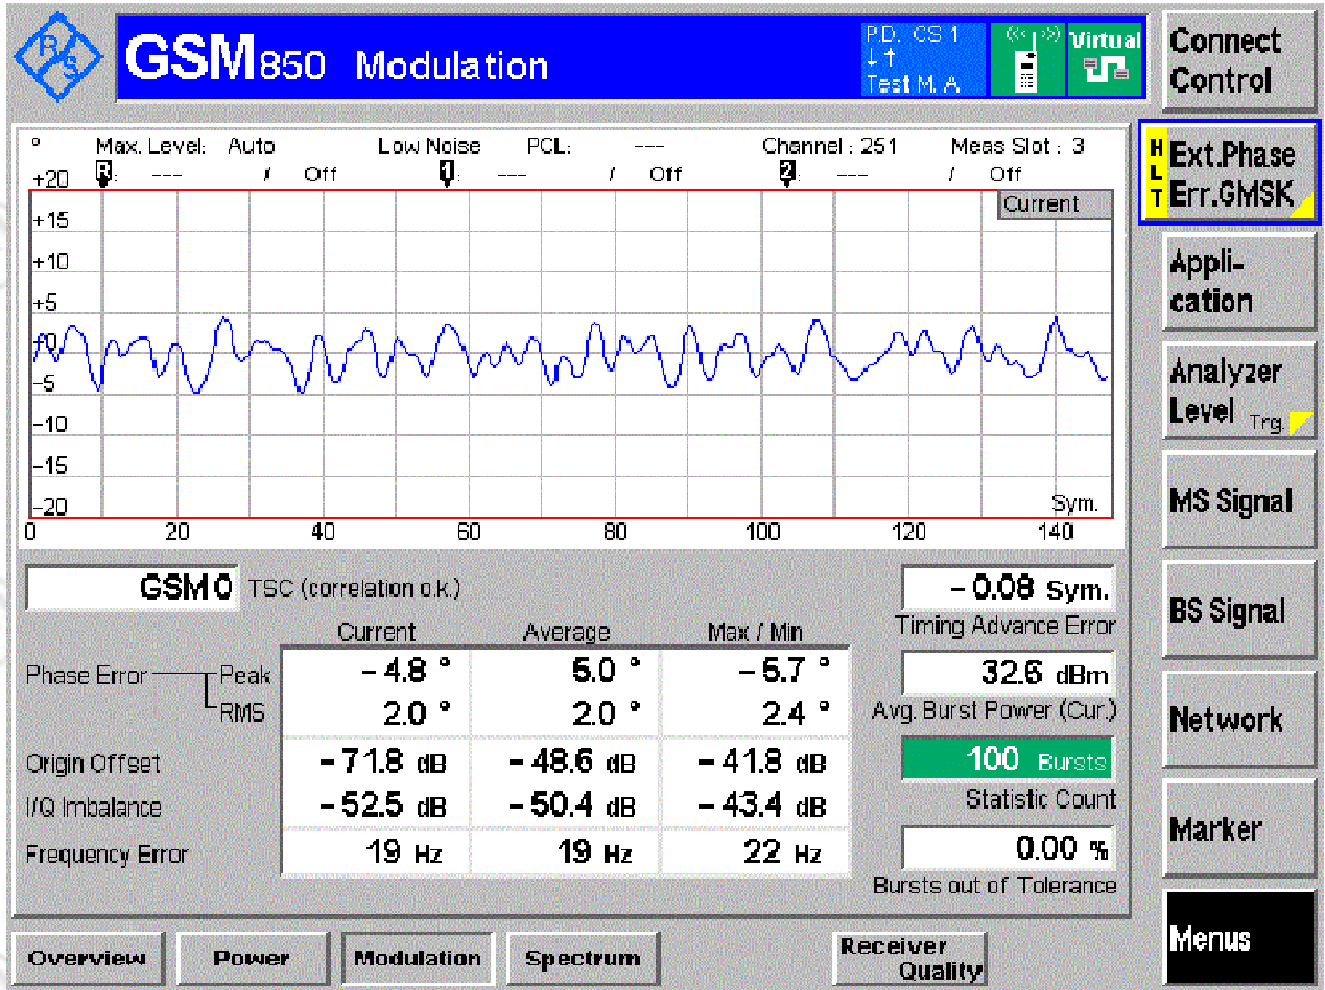 R S
GSM850 Modulation
P.D. CS 1
Test M. A.
Virtual
Connect
Control
° Max. Level: Auto Low Noise PCL: --- Channel : 251 Meas Slot : 3
R : --- / Off 1 : --- / Off 2 : --- / Off
Current
+20
+15
+10
+5
+0
-5
-10
-15
-20
Sym.
0 20 40 60 80 100 120 140
HLT
Ext.Phase
Err.GMSK
Appli-
cation
Analyzer
Level Trg.
MS Signal
BS Signal
Network
Marker
Menus
GSM 0 TSC (correlation o.k.)
Current Average Max / Min
Phase Error Peak - 4.8 ° 5.0 ° - 6.7 °
RMS 2.0 ° 2.0 ° 2.4 °
Origin Offset - 71.8 dB - 48.6 dB - 41.8 dB
I/Q Imbalance - 52.5 dB - 50.4 dB - 43.4 dB
Frequency Error 19 Hz 19 Hz 22 Hz
- 0.08 Sym.
Timing Advance Error
32.6 dBm
Avg. Burst Power (Cur.)
100 Bursts
Statistic Count
0.00 %
Bursts out of Tolerance
Overview Power Modulation Spectrum
Receiver
Quality